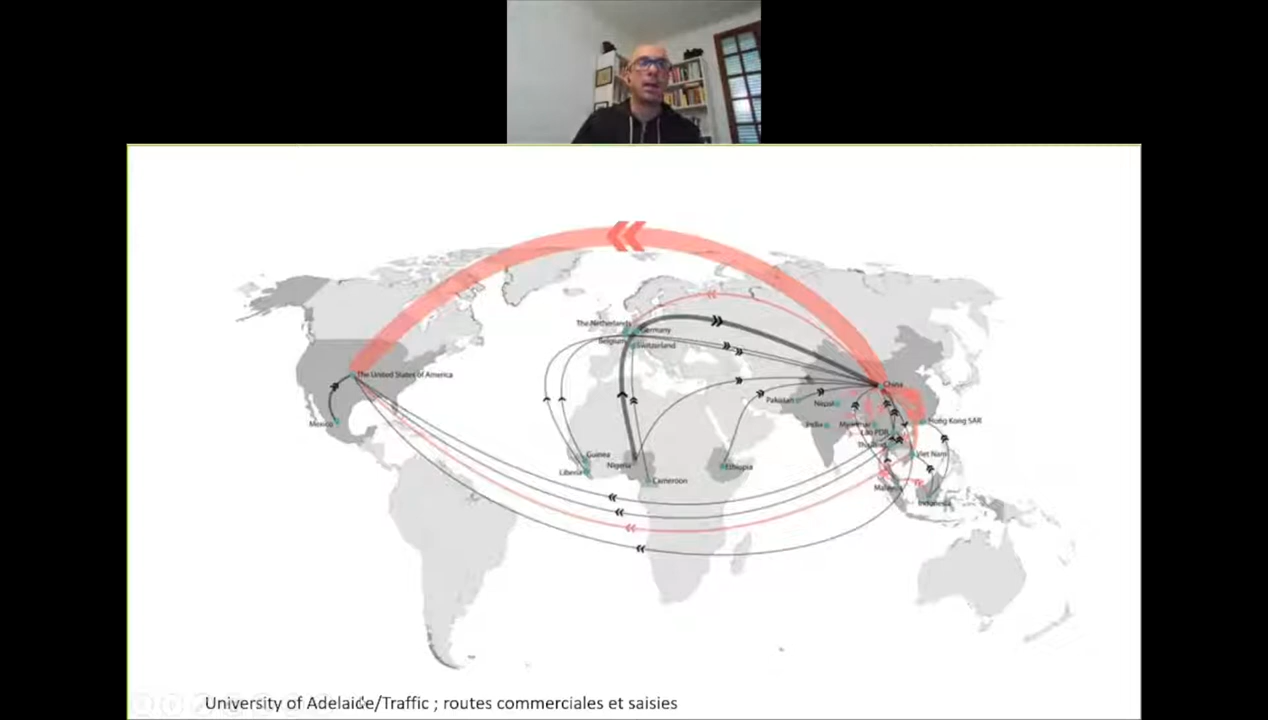 The Netherlands
Germany
Belgium
Switzerland
The United States of America
China
Mexico
Pakistan
Nepal
India
Myanmar
Hong Kong SAR
Lao PDR
Thailand
Viet Nam
Guinea
Liberia
Nigeria
Cameroon
Ethiopia
Indonesia
University of Adelaide/Traffic ; routes commerciales et saisies